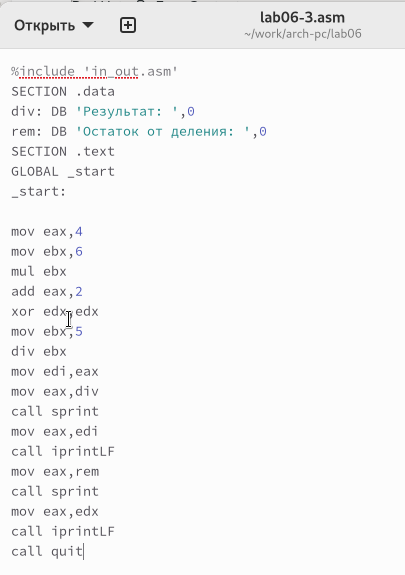 Открыть
lab06-3.asm
~/work/arch-pc/lab06
%include 'in_out.asm'
SECTION .data
div: DB 'Результат: ',0
rem: DB 'Остаток от деления: ',0
SECTION .text
GLOBAL _start
_start:
mov eax,4
mov ebx,6
mul ebx
add eax,2
xor edx,edx
mov ebx,5
div ebx
mov edi,eax
mov eax,div
call sprint
mov eax,edi
call iprintLF
mov eax,rem
call sprint
mov eax,edx
call iprintLF
call quit